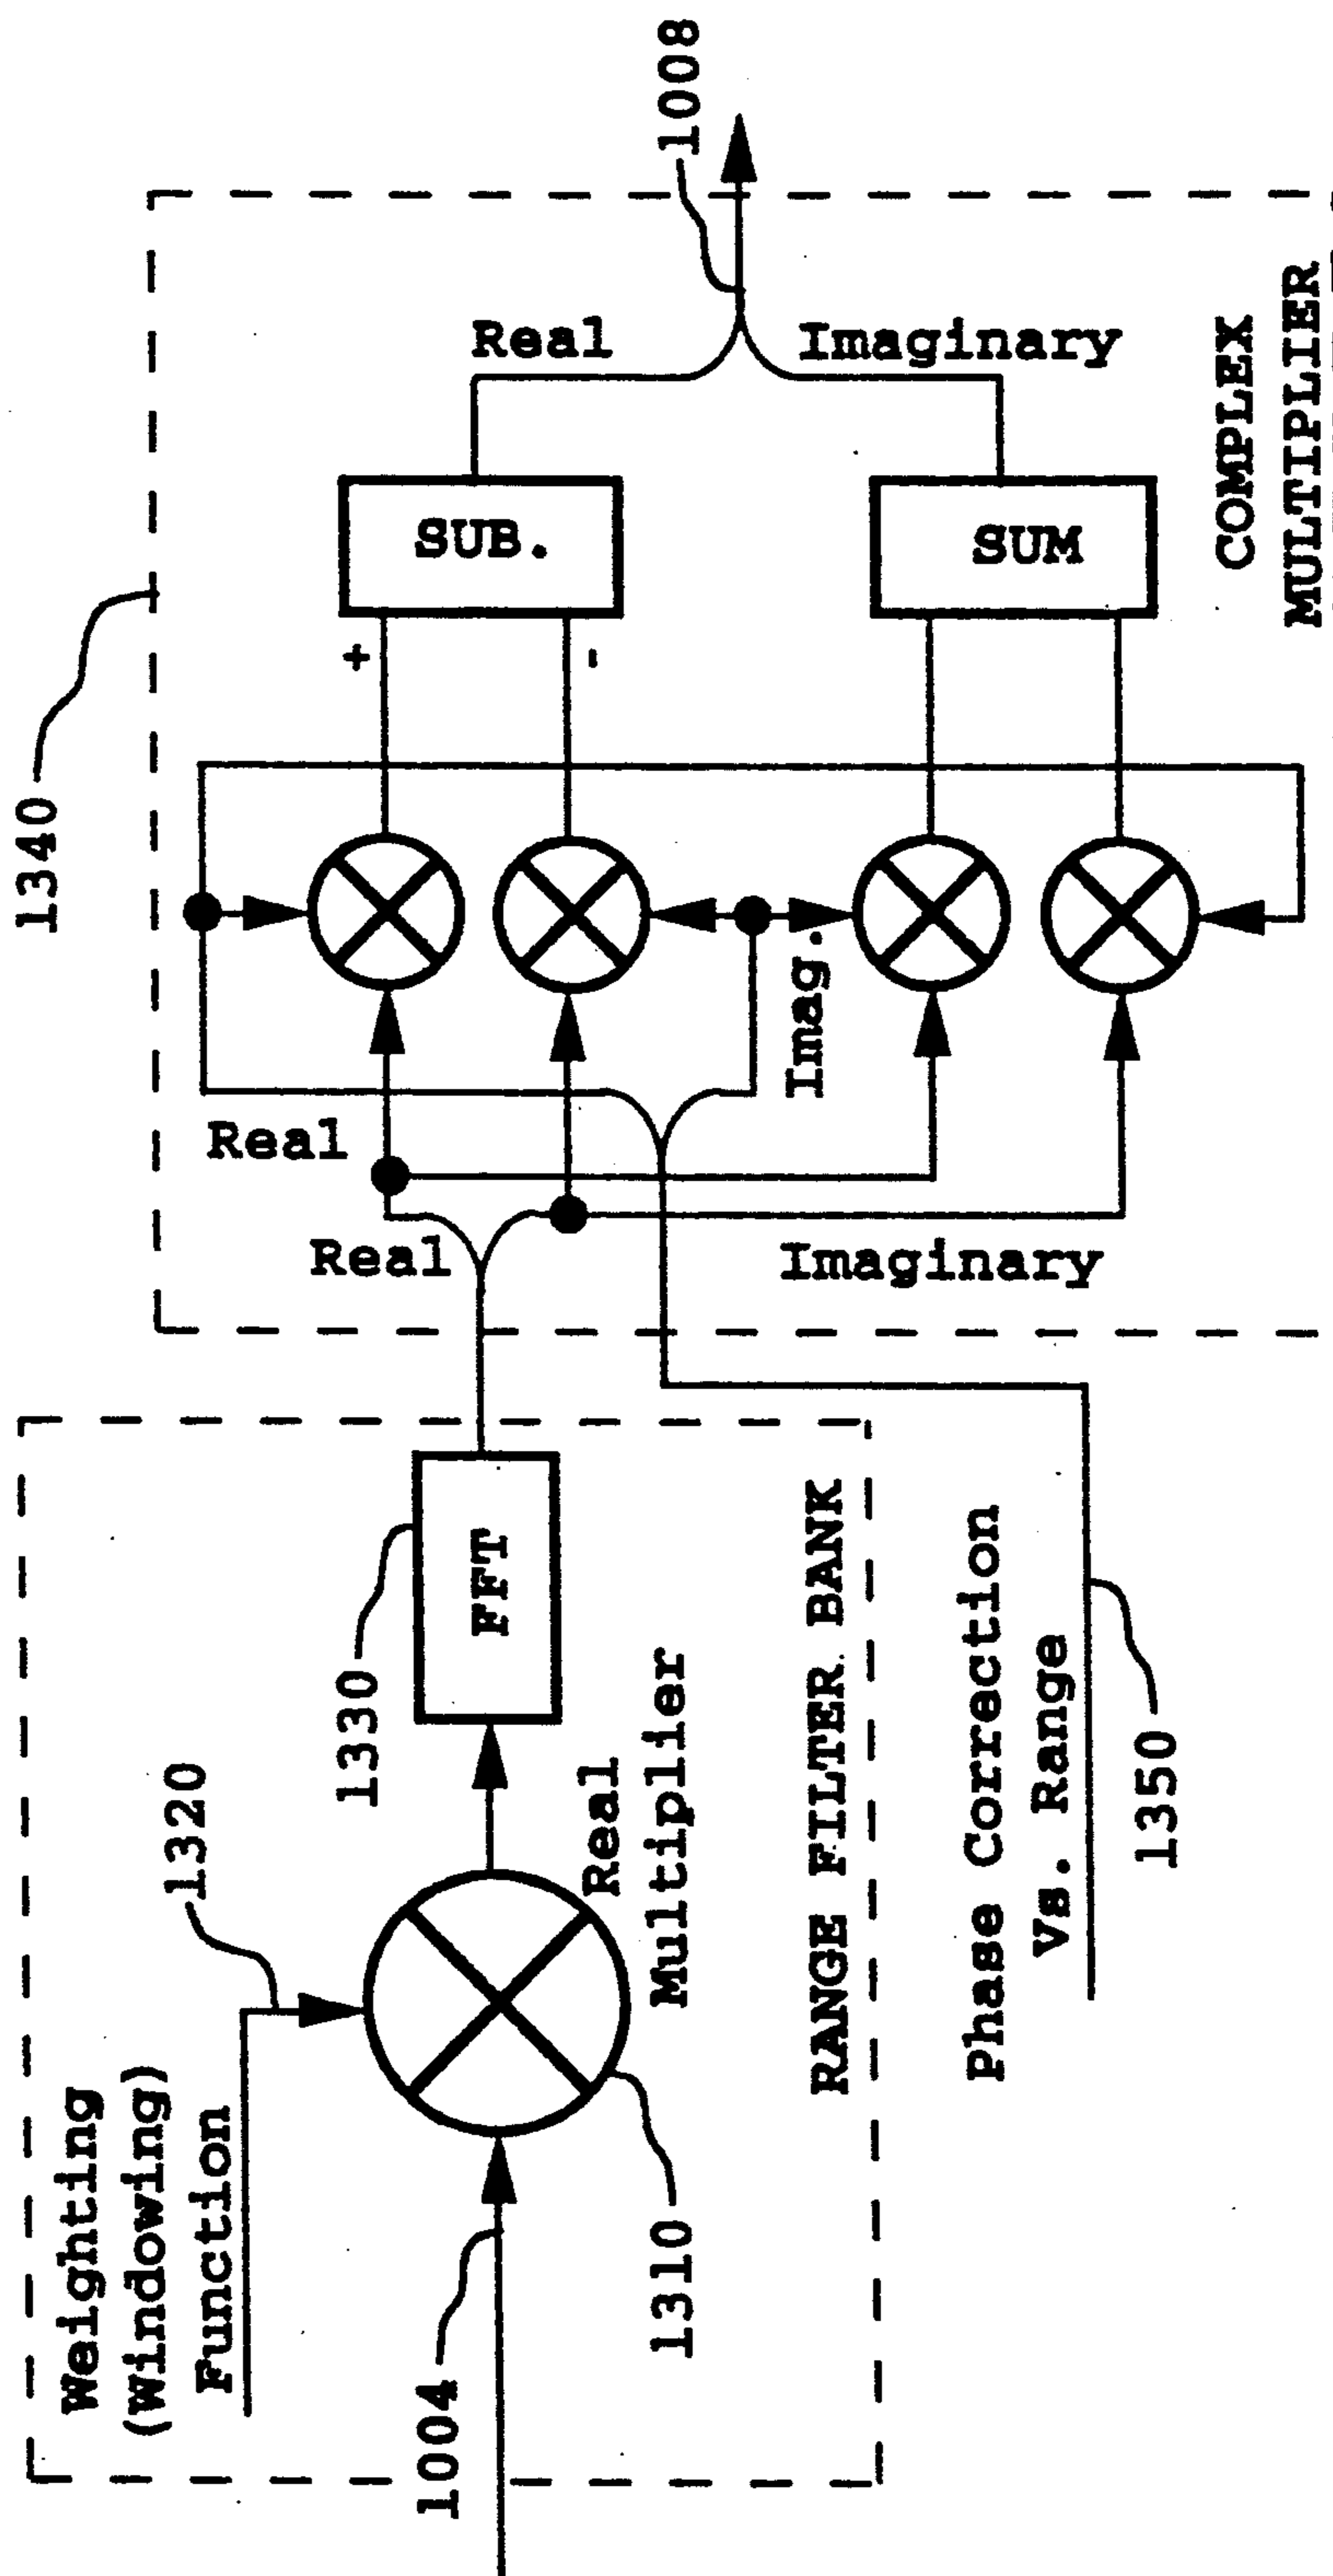 Weighting
(Windowing)
Function
1320
1004
1310
Real
Multiplier
1330
FFT
RANGE FILTER BANK
Phase Correction
Vs. Range
1350
1340
Real
Real
Imaginary
Imag.
+
-
SUB.
SUM
Real
Imaginary
1008
COMPLEX
MULTIPLIER